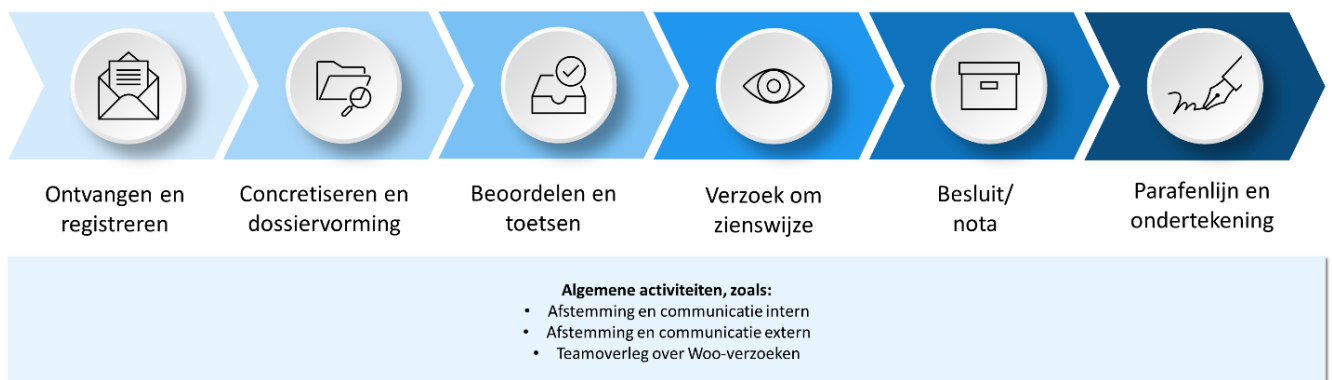 Ontvangen en
registreren
Concretiseren en
dossiervorming
Beoordelen en
toetsen
Verzoek om
zienswijze
Besluit/
nota
Parafenlijn en
ondertekening
Algemene activiteiten, zoals:
• Afstemming en communicatie intern
• Afstemming en communicatie extern
• Teamoverleg over Woo-verzoeken